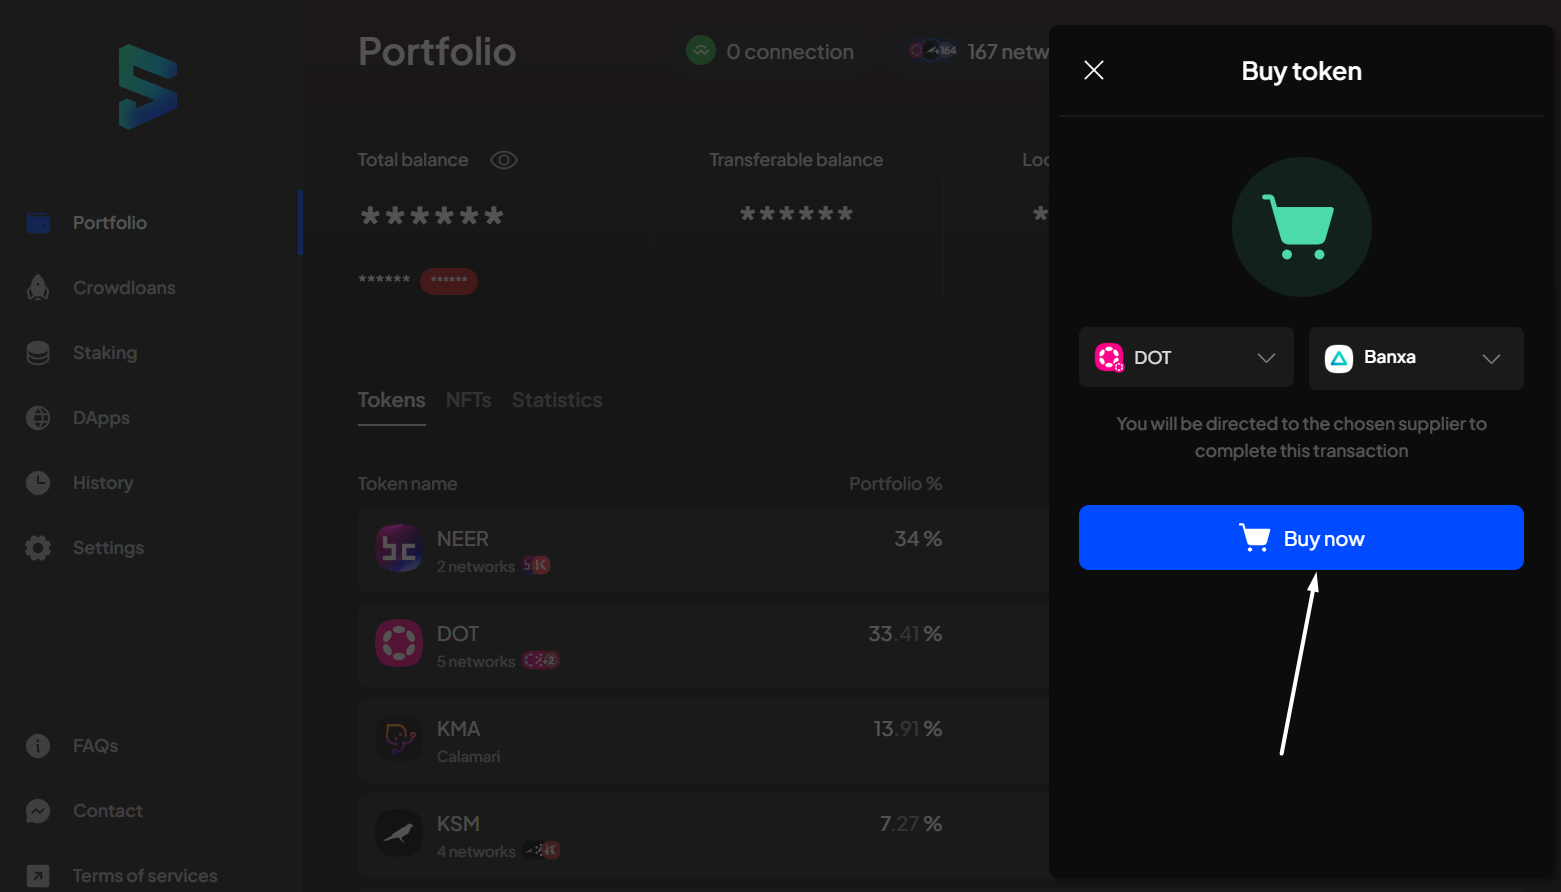 Portfolio
0 connection
+164
167 netw
Buy token
Total balance
Transferable balance
Loc
******
******
*
******
******
Portfolio
Crowdloans
Staking
DApps
History
Settings
FAQs
Contact
Terms of services
Tokens
NFTs
Statistics
Token name
Portfolio %
NEER
34 %
2 networks
DOT
33.41 %
5 networks
+2
KMA
13.91 %
Calamari
KSM
7.27 %
4 networks
DOT
Banxa
You will be directed to the chosen supplier to
complete this transaction
Buy now